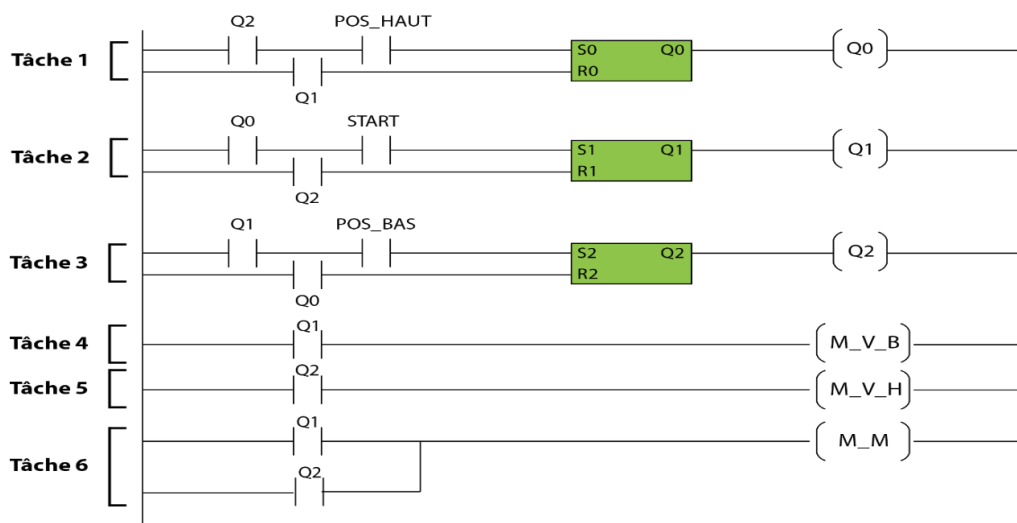 Q2 POS_HAUT
Tâche 1 S0 Q0 Q0
R0
Q1
Q0 START
Tâche 2 S1 Q1 Q1
R1
Q2
Q1 POS_BAS
Tâche 3 S2 Q2 Q2
R2
Q0
Q1
Tâche 4 M_V_B
Q2
Tâche 5 M_V_H
Q1
M_M
Tâche 6
Q2